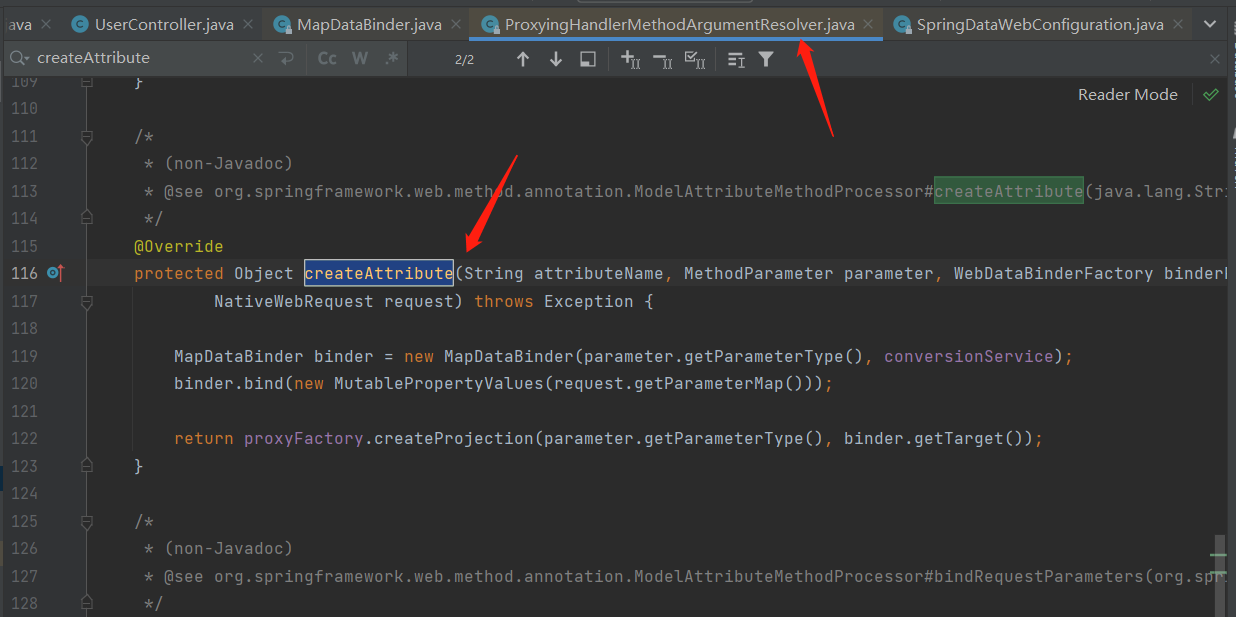 ava UserController.java MapDataBinder.java ProxyingHandlerMethodArgumentResolver.java SpringDataWebConfiguration.java
createAttribute Cc W .* 2/2
109 }
110 Reader Mode
111 /*
112 * (non-Javadoc)
113 * @see org.springframework.web.method.annotation.ModelAttributeMethodProcessor#createAttribute(java.lang.Stri
114 */
115 @Override
116 protected Object createAttribute(String attributeName, MethodParameter parameter, WebDataBinderFactory binder
117 NativeWebRequest request) throws Exception {
118
119 MapDataBinder binder = new MapDataBinder(parameter.getParameterType(), conversionService);
120 binder.bind(new MutablePropertyValues(request.getParameterMap()));
121
122 return proxyFactory.createProjection(parameter.getParameterType(), binder.getTarget());
123 }
124
125 /*
126 * (non-Javadoc)
127 * @see org.springframework.web.method.annotation.ModelAttributeMethodProcessor#bindRequestParameters(org.spr
128 */